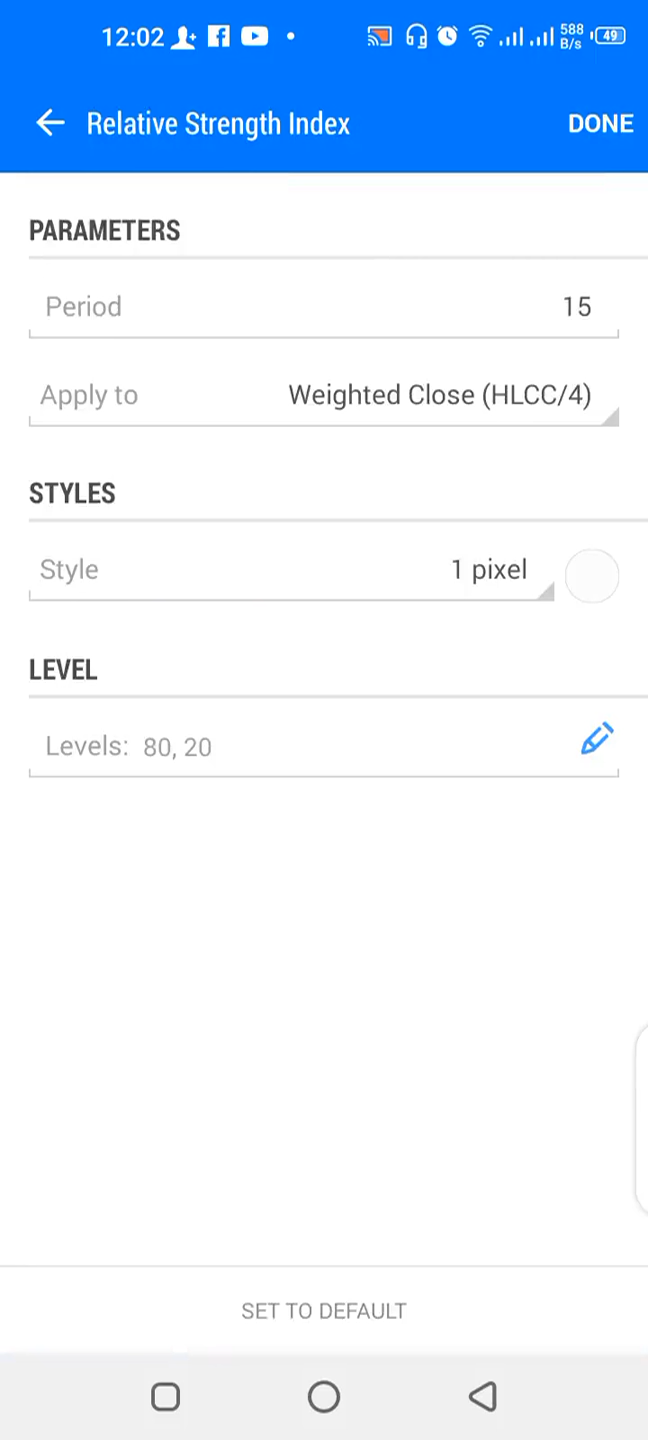 12:02
588
B/s
49
Relative Strength Index
DONE
PARAMETERS
Period 15
Apply to Weighted Close (HLCC/4)
STYLES
Style 1 pixel
LEVEL
Levels: 80, 20
SET TO DEFAULT